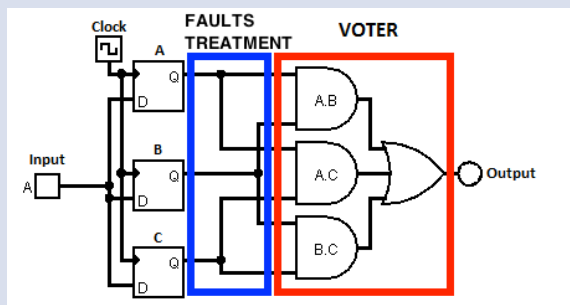 Clock
FAULTS
TREATMENT
VOTER
A
Q
D
A.B
B
Input
A
Q
D
A.C
Output
C
Q
D
B.C